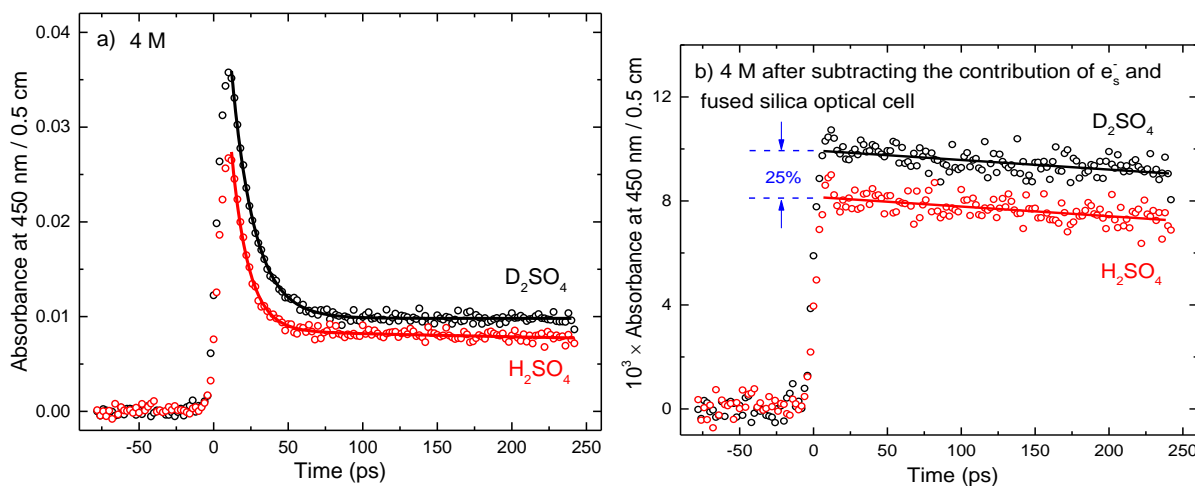 a) 4 M
Absorbance at 450 nm / 0.5 cm
0.04
0.03
0.02
0.01
0.00
D₂SO₄
H₂SO₄
-50 0 50 100 150 200 250
Time (ps)
b) 4 M after subtracting the contribution of eₛ⁻ and
fused silica optical cell
10³ × Absorbance at 450 nm / 0.5 cm
12
8
4
0
D₂SO₄
25%
H₂SO₄
-50 0 50 100 150 200 250
Time (ps)